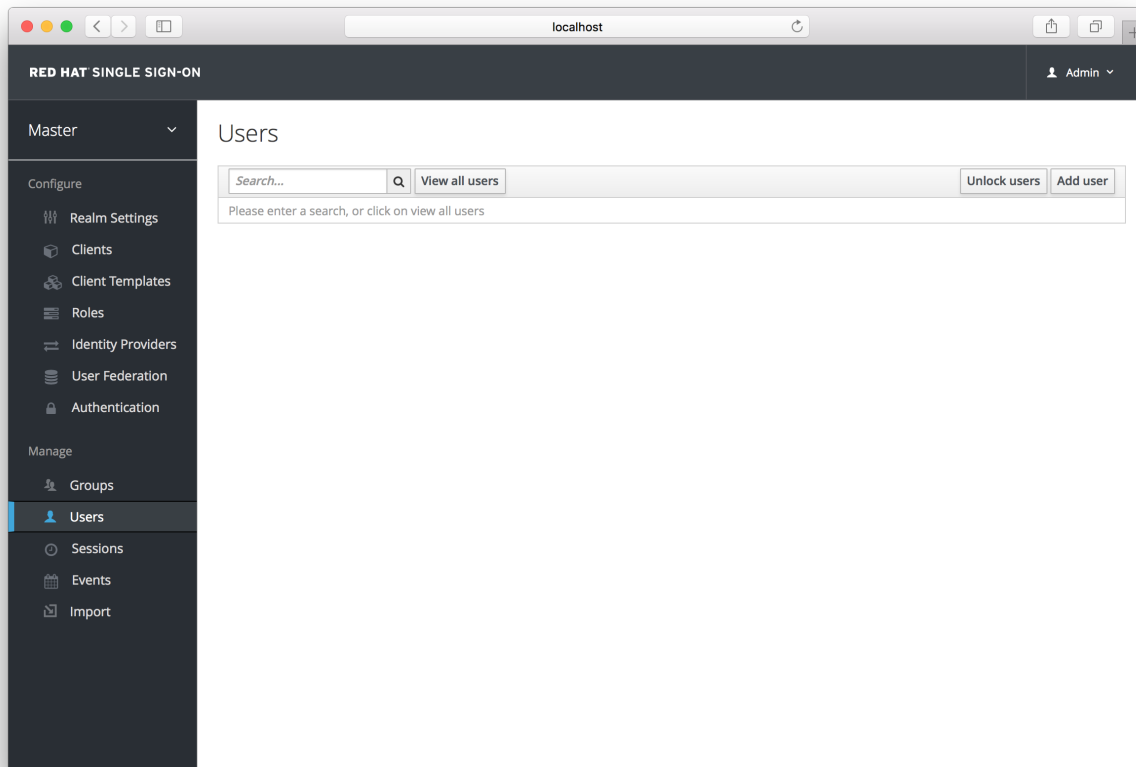 localhost
RED HAT SINGLE SIGN-ON
Admin
Master
Configure
Realm Settings
Clients
Client Templates
Roles
Identity Providers
User Federation
Authentication
Manage
Groups
Users
Sessions
Events
Import
Users
Search...
View all users
Unlock users
Add user
Please enter a search, or click on view all users